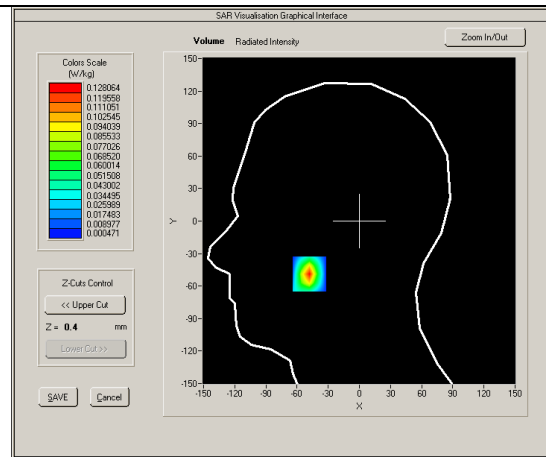 SAR Visualisation Graphical Interface
Volume Radiated Intensity
Zoom In/Out
Colors Scale
(W/kg)
0.128064
0.119558
0.111051
0.102545
0.094039
0.085533
0.077026
0.068520
0.060014
0.051508
0.043002
0.034495
0.025989
0.017483
0.008977
0.000471
Z-Cuts Control
<< Upper Cut
Z = 0.4 mm
Lower Cut >>
SAVE Cancel
150
120
90
60
30
0
-30
-60
-90
-120
-150
Y
-150 -120 -90 -60 -30 0 30 60 90 120 150
X